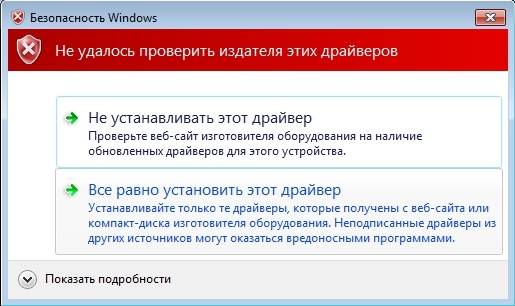 Безопасность Windows
Не удалось проверить издателя этих драйверов
Не устанавливать этот драйвер
Проверьте веб-сайт изготовителя оборудования на наличие
обновленных драйверов для этого устройства.
Все равно установить этот драйвер
Устанавливайте только те драйверы, которые получены с веб-сайта или
компакт-диска изготовителя оборудования. Неподписанные драйверы из
других источников могут оказаться вредоносными программами.
Показать подробности